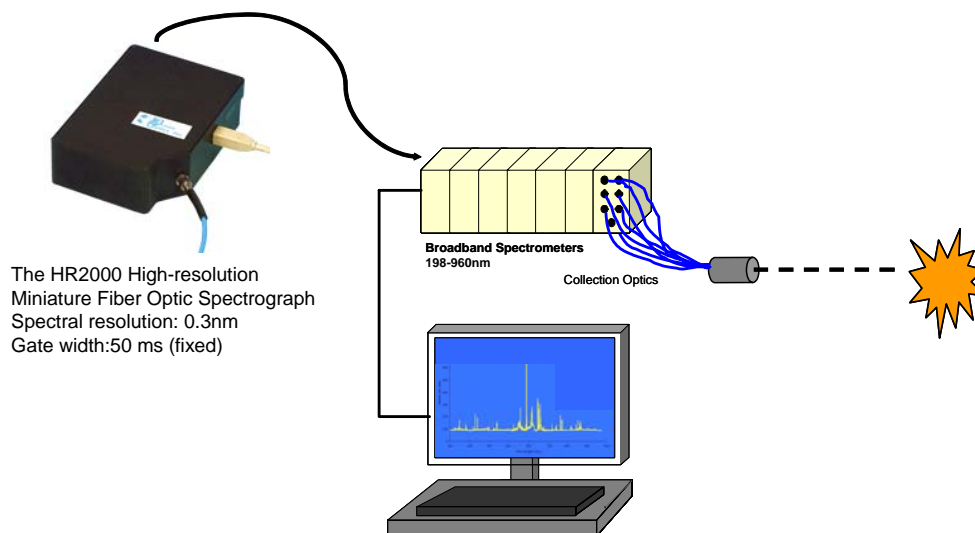 Broadband Spectrometers
198-960nm
Collection Optics
The HR2000 High-resolution
Miniature Fiber Optic Spectrograph
Spectral resolution: 0.3nm
Gate width:50 ms (fixed)